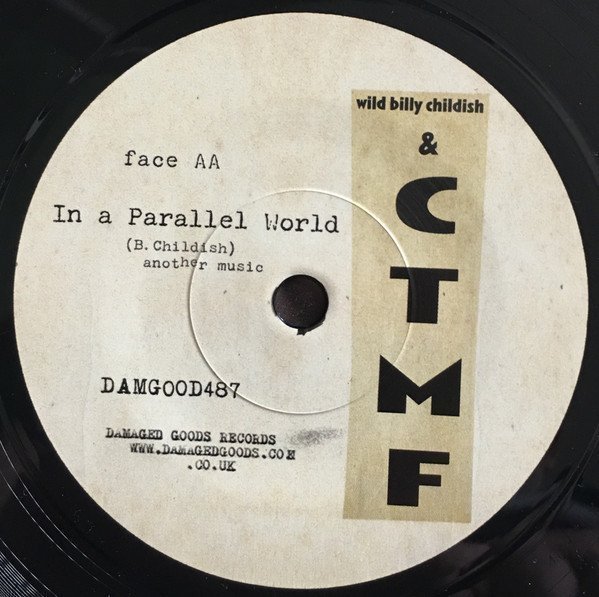 face AA
In a Parallel World
(B. Childish)
another music
DAMGOOD487
DAMAGED GOODS RECORDS
WWW.DAMAGEDGOODS.CO
.CO.UK
wild billy childish
&
C
T
M
F